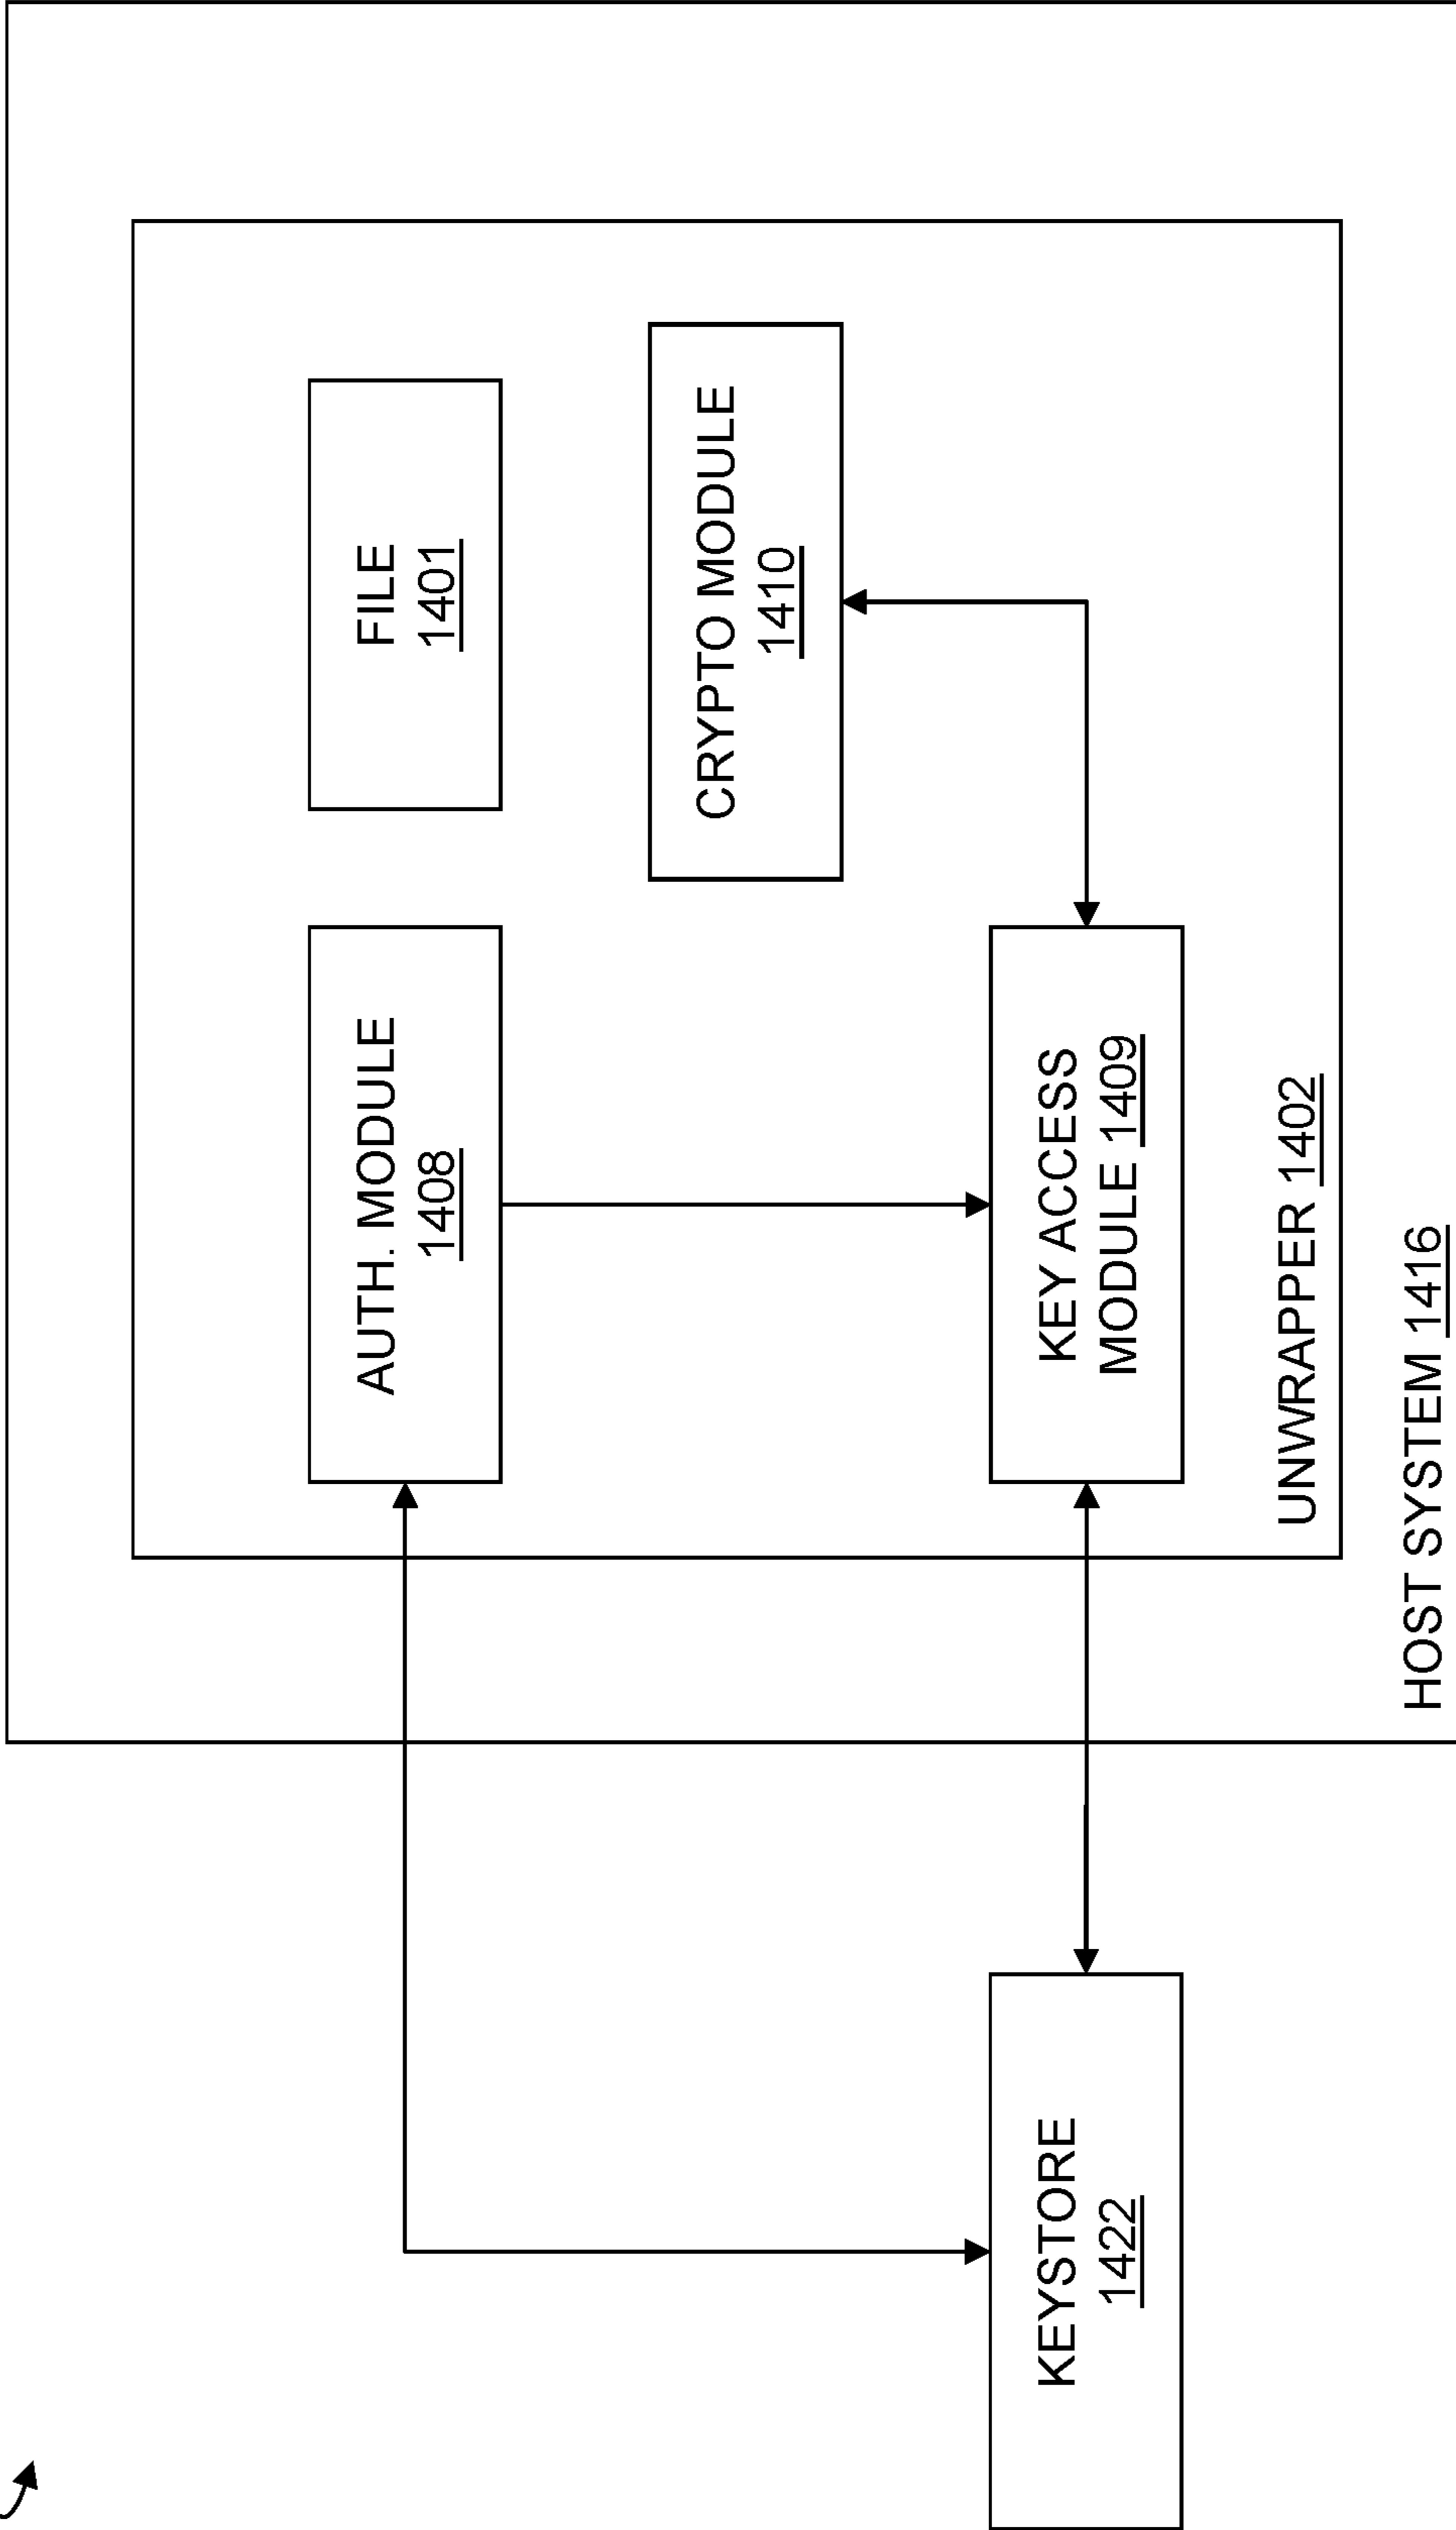 AUTH. MODULE
1408
FILE
1401
CRYPTO MODULE
1410
KEYSTORE
1422
KEY ACCESS
MODULE 1409
UNWRAPPER 1402
HOST SYSTEM 1416